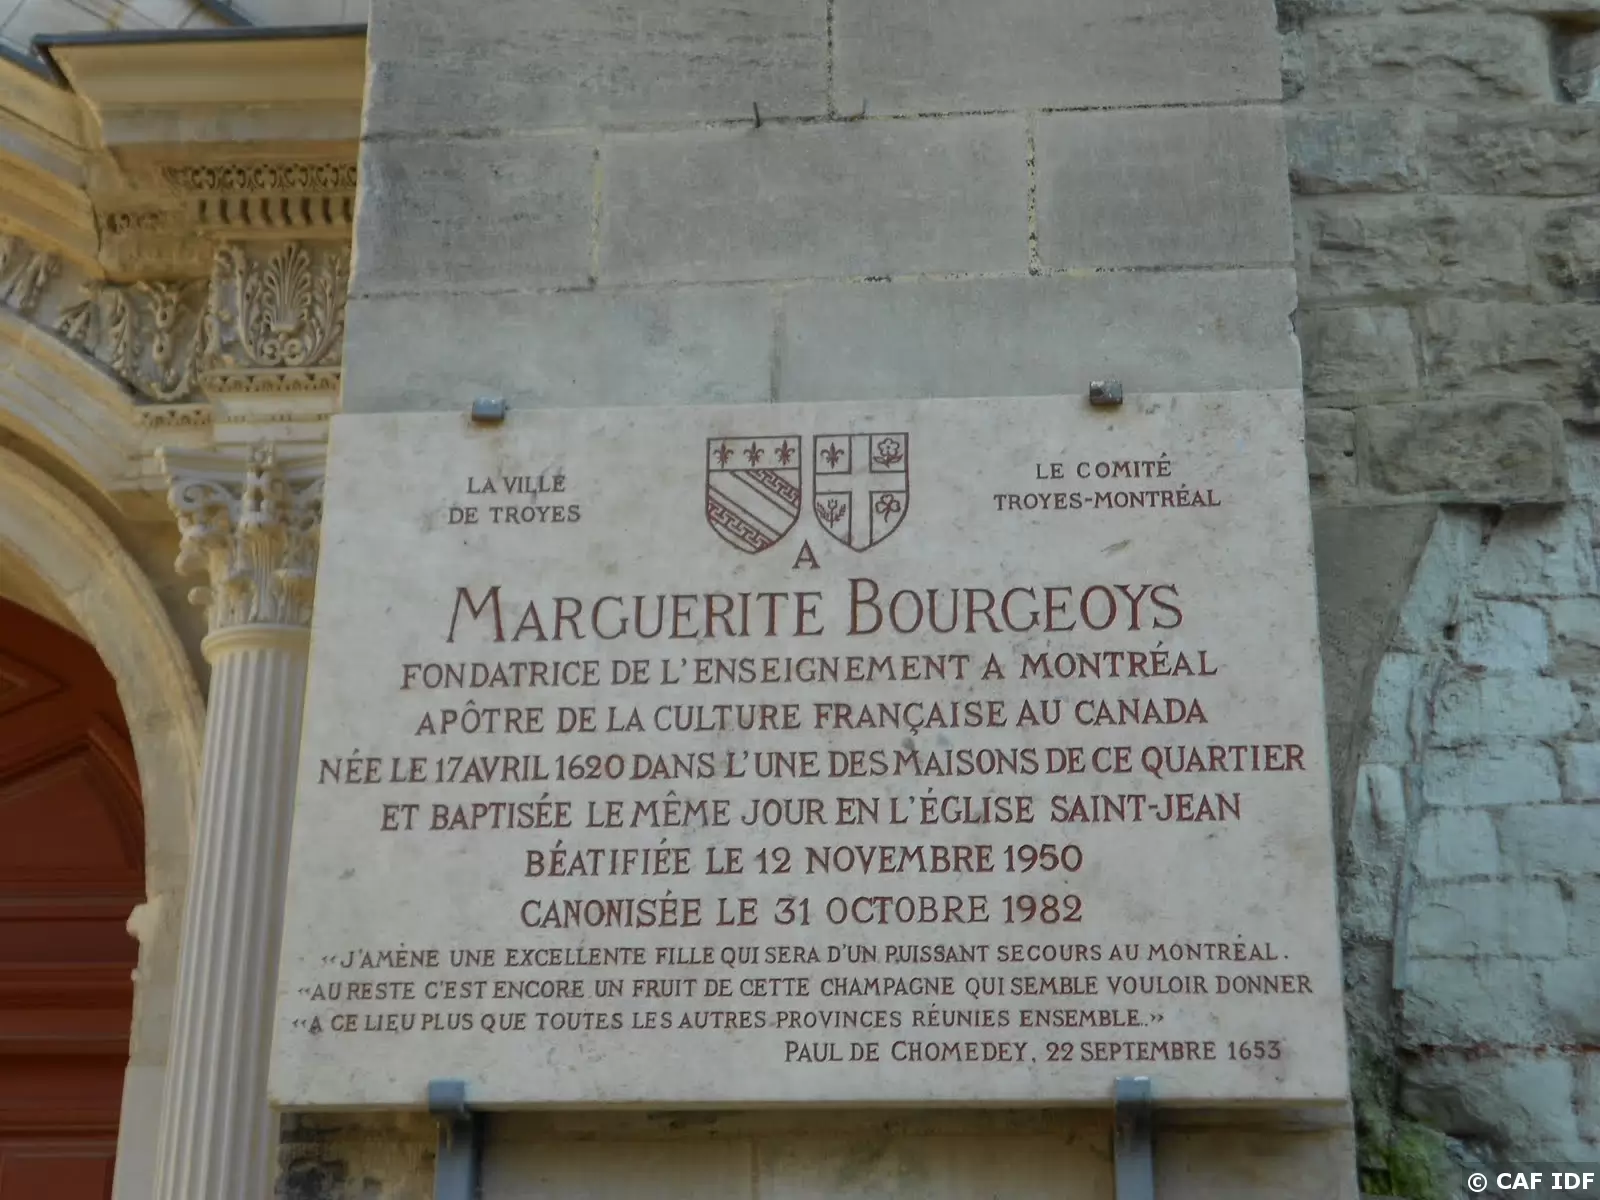 LA VILLE
DE TROYES
LE COMITÉ
TROYES-MONTRÉAL
A
MARGUERITE BOURGEOYS
FONDATRICE DE L'ENSEIGNEMENT A MONTRÉAL
APÔTRE DE LA CULTURE FRANÇAISE AU CANADA
NÉE LE 17 AVRIL 1620 DANS L'UNE DES MAISONS DE CE QUARTIER
ET BAPTISÉE LE MÊME JOUR EN L'ÉGLISE SAINT-JEAN
BÉATIFIÉE LE 12 NOVEMBRE 1950
CANONISÉE LE 31 OCTOBRE 1982
«J'AMÈNE UNE EXCELLENTE FILLE QUI SERA D'UN PUISSANT SECOURS AU MONTRÉAL.
«AU RESTE C'EST ENCORE UN FRUIT DE CETTE CHAMPAGNE QUI SEMBLE VOULOIR DONNER
«A CE LIEU PLUS QUE TOUTES LES AUTRES PROVINCES RÉUNIES ENSEMBLE.»
PAUL DE CHOMEDEY, 22 SEPTEMBRE 1653
© CAF IDF